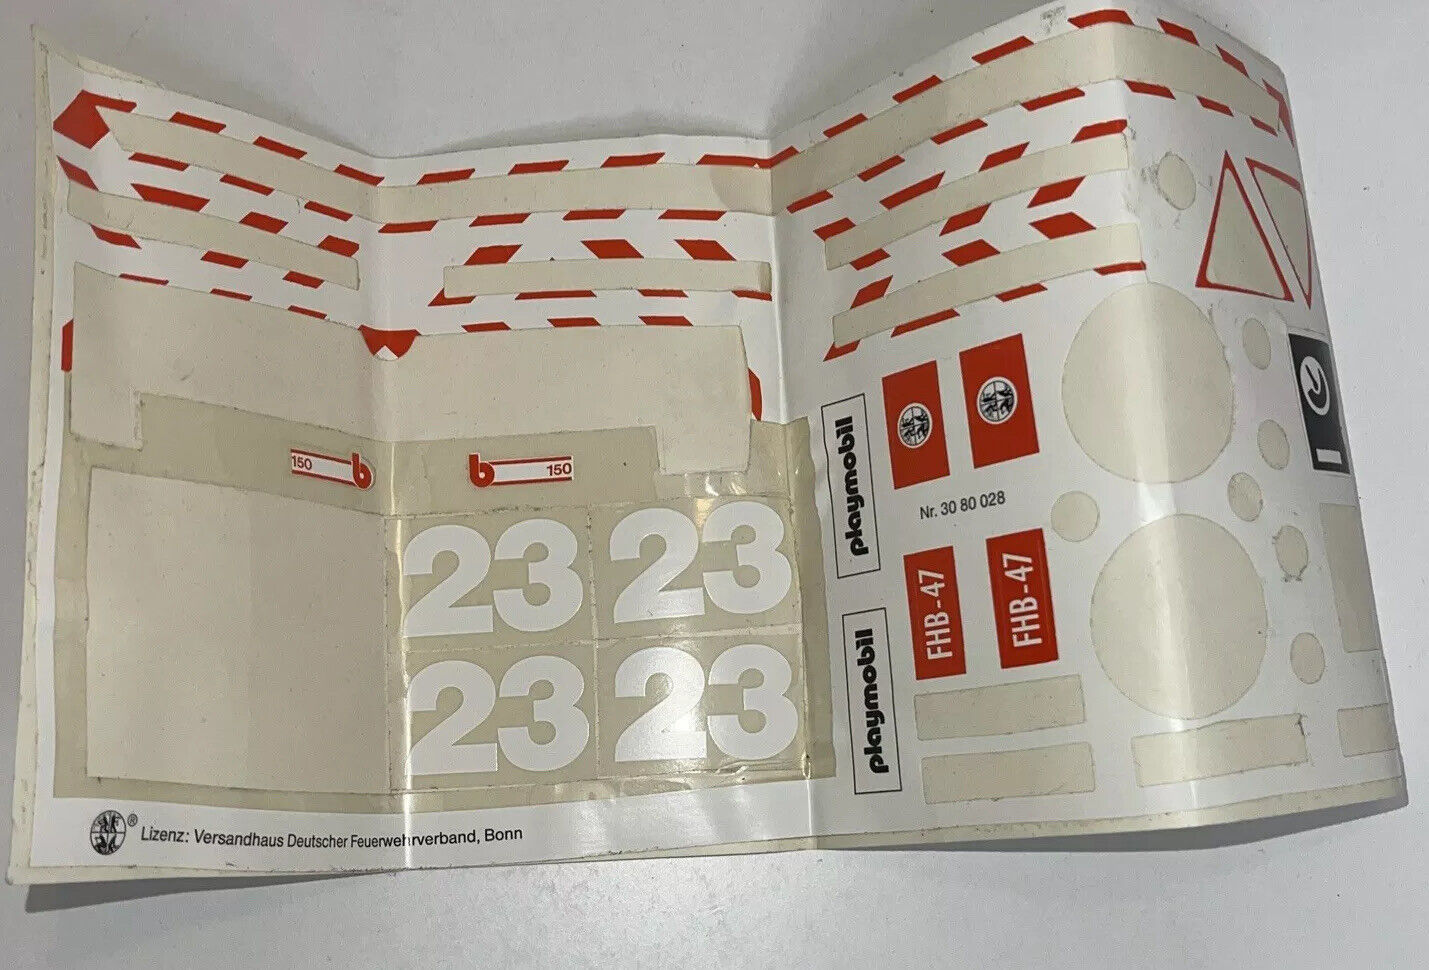 150 b
b 150
23
23
23
23
playmobil
playmobil
Nr. 30 80 028
FHB-47
FHB-47
® Lizenz: Versandhaus Deutscher Feuerwehrverband, Bonn